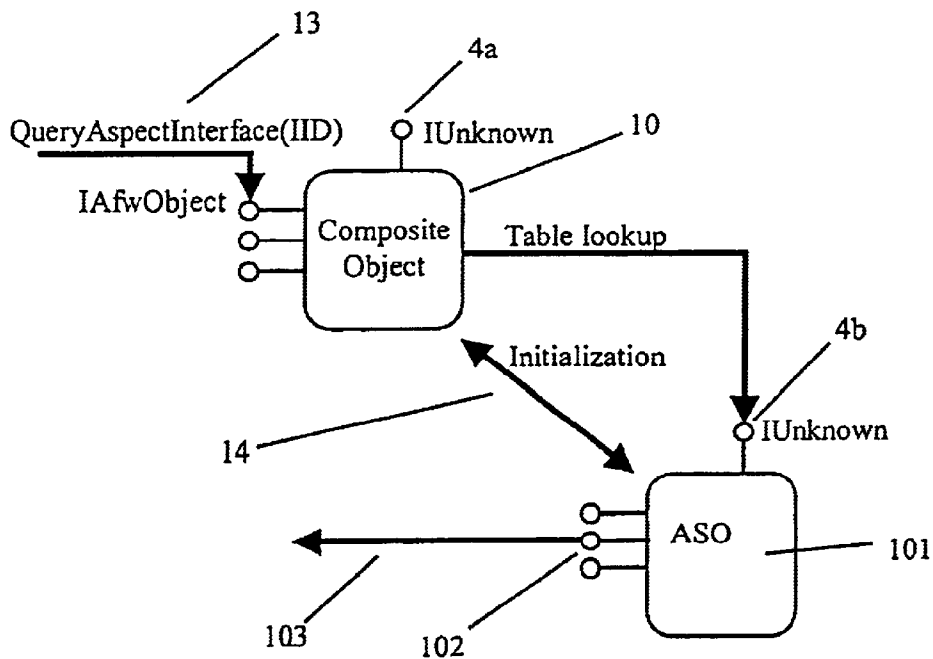 13
4a
QueryAspectInterface(IID)
IUnknown
10
IAfwObject
Composite
Object
Table lookup
Initialization
4b
14
IUnknown
ASO
101
103
102